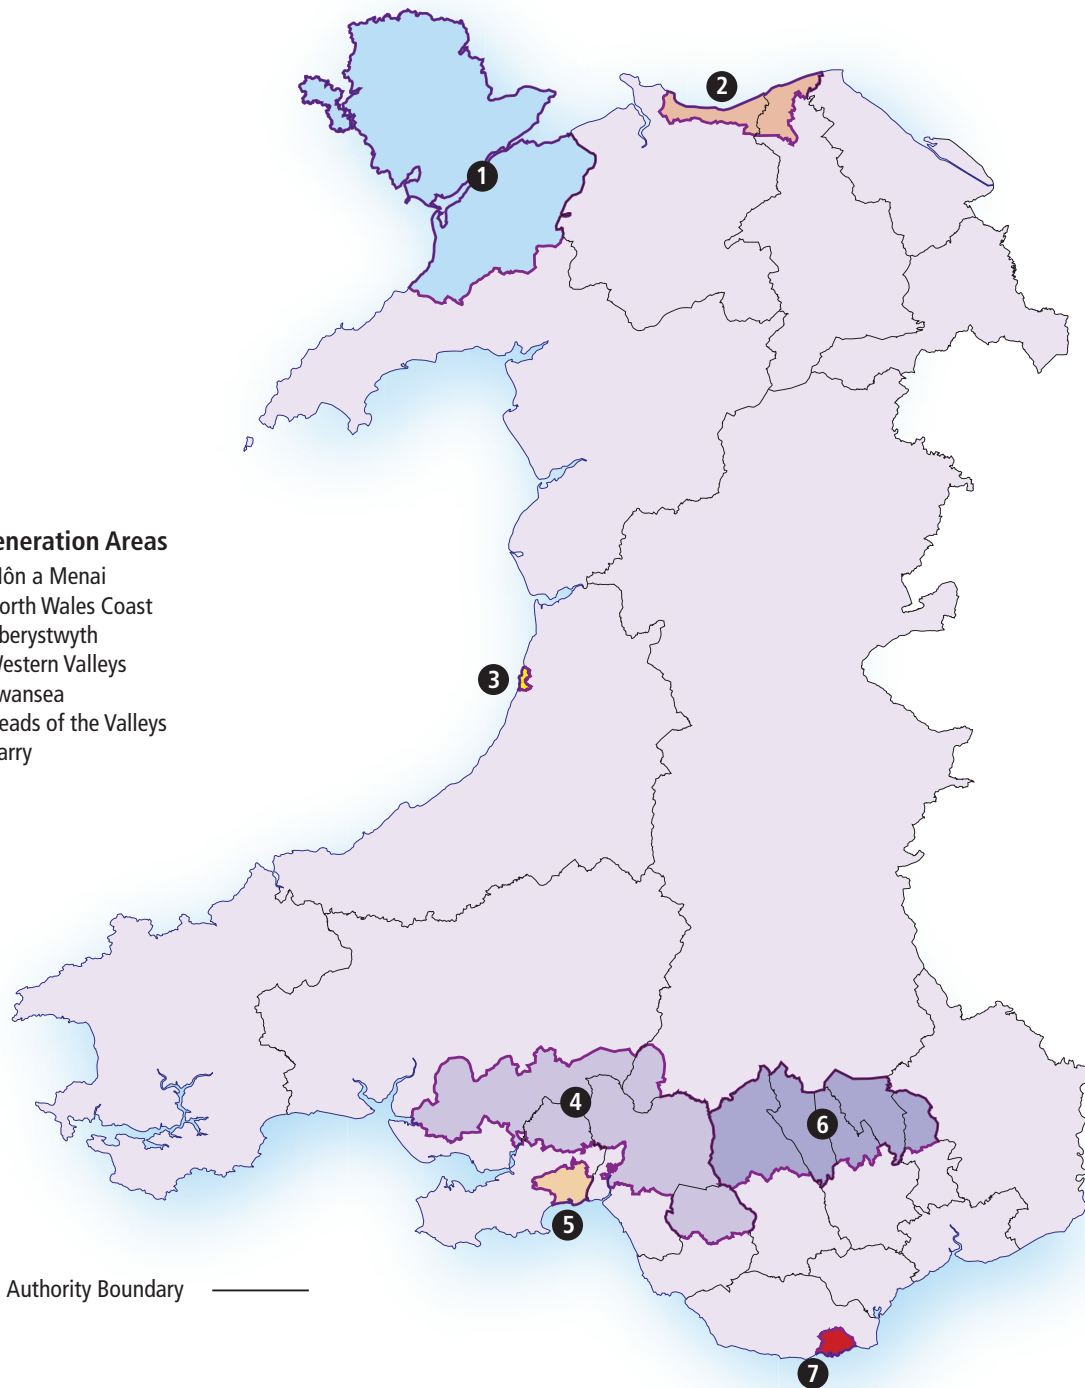 2
1
eneration Areas
lôn a Menai
orth Wales Coast
berystwyth
Vestern Valleys
wansea
eads of the Valleys
arry
3
4
6
5
Authority Boundary
7